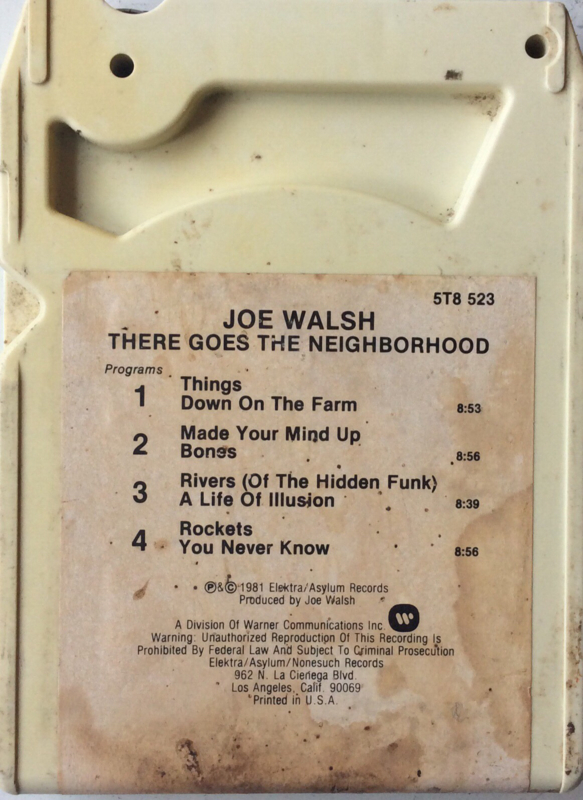 5T8 523
JOE WALSH
THERE GOES THE NEIGHBORHOOD
Programs
1 Things
Down On The Farm 8:53
2 Made Your Mind Up
Bones 8:56
3 Rivers (Of The Hidden Funk)
A Life Of Illusion 8:39
4 Rockets
You Never Know 8:56
℗&© 1981 Elektra/Asylum Records
Produced by Joe Walsh
A Division Of Warner Communications Inc.
Warning: Unauthorized Reproduction Of This Recording Is
Prohibited By Federal Law And Subject To Criminal Prosecution
Elektra/Asylum/Nonesuch Records
962 N. La Cienega Blvd.
Los Angeles, Calif. 90069
Printed in U.S.A.